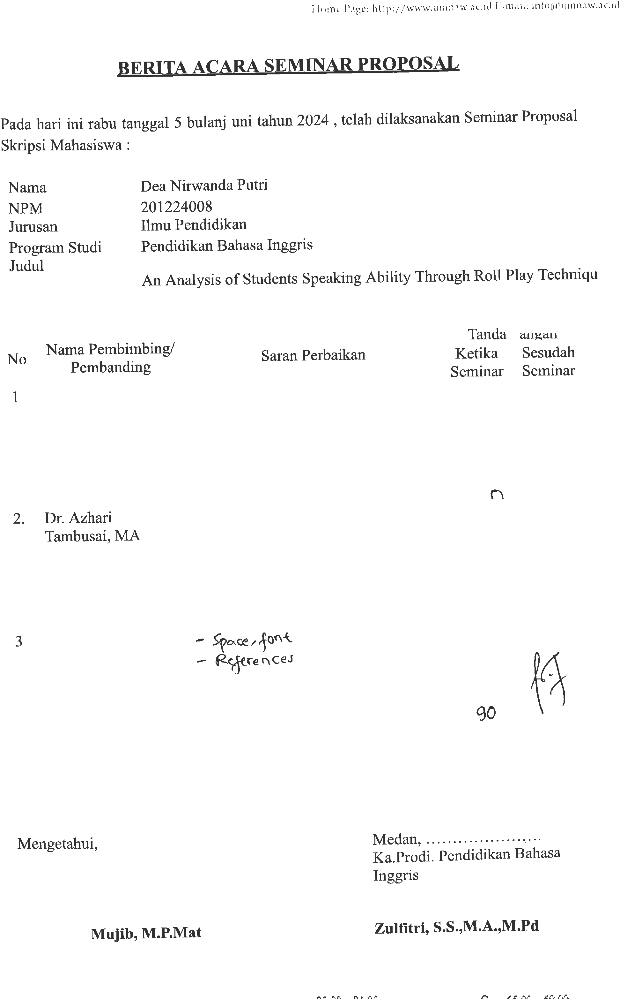 Home Page: http://www.umnaw.ac.id E-mail: info@umnaw.ac.id
BERITA ACARA SEMINAR PROPOSAL
Pada hari ini rabu tanggal 5 bulanj uni tahun 2024 , telah dilaksanakan Seminar Proposal
Skripsi Mahasiswa :
Nama Dea Nirwanda Putri
NPM 201224008
Jurusan Ilmu Pendidikan
Program Studi Pendidikan Bahasa Inggris
Judul
An Analysis of Students Speaking Ability Through Roll Play Techniqu
Tanda angan
No Nama Pembimbing/ Pembanding Saran Perbaikan Ketika Seminar Sesudah Seminar
1
2. Dr. Azhari
Tambusai, MA
3 - Space, font
- References
90
Mengetahui,
Medan, ......................
Ka.Prodi. Pendidikan Bahasa
Inggris
Mujib, M.P.Mat
Zulfitri, S.S.,M.A.,M.Pd